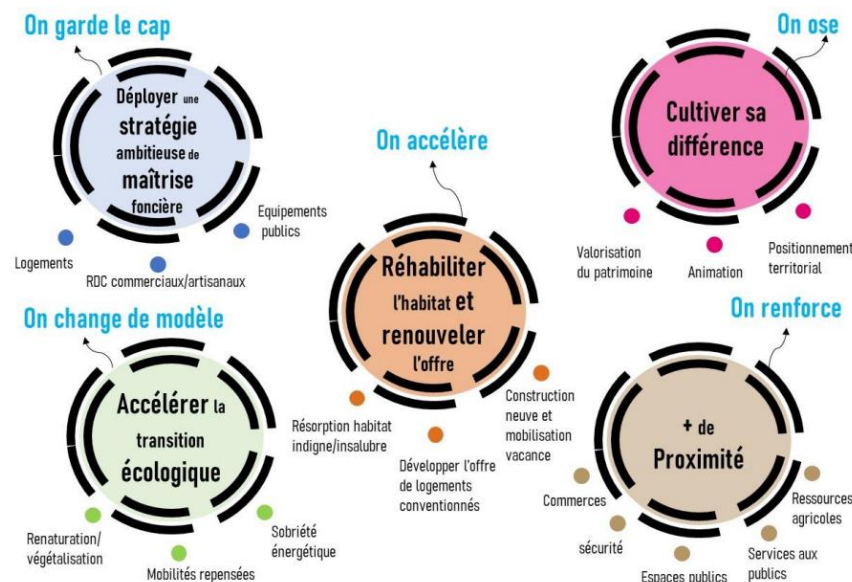 On garde le cap
Déployer une
stratégie
ambitieuse de
maîtrise
foncière
Logements
RDC commerciaux/artisanaux
Equipements
publics
On ose
Cultiver sa
différence
Valorisation
du patrimoine
Animation
Positionnement
territorial
On accélère
Réhabiliter
l'habitat et
renouveler
l'offre
Résorption habitat
indigne/insalubre
Développer l'offre
de logements
conventionnés
Construction
neuve et
mobilisation
vacance
On change de modèle
Accélérer la
transition
écologique
Renaturation/
végétalisation
Mobilités repensées
Sobriété
énergétique
On renforce
+ de
Proximité
Commerces
sécurité
Espaces publics
Services aux
publics
Ressources
agricoles